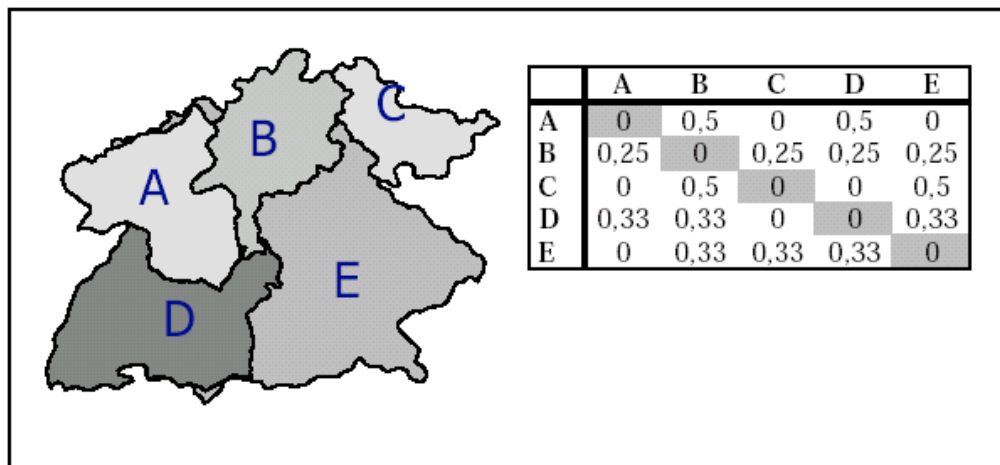 A
B
C
D
E
A B C D E
A 0 0,5 0 0,5 0
B 0,25 0 0,25 0,25 0,25
C 0 0,5 0 0 0,5
D 0,33 0,33 0 0 0,33
E 0 0,33 0,33 0,33 0